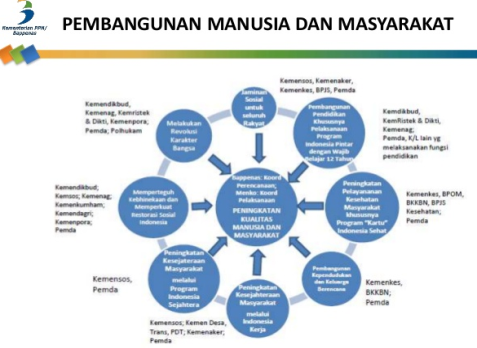 Kementerian PPN/
Bappenas
PEMBANGUNAN MANUSIA DAN MASYARAKAT
Jaminan
Sosial
untuk
seluruh
Rakyat
Kemensos, Kemenaker,
Kemenkes, BPJS, Pemda
Pembangunan
Pendidikan
Khususnya
Pelaksanaan
Program
Indonesia Pintar
dengan Wajib
Belajar 12 Tahun
Kemdikbud,
KemRistek & Dikti,
Kemenag;
Pemda, K/L lain yg
melaksanakan fungsi
pendidikan
Peningkatan
Pelayanan
Kesehatan
Masyarakat
khususnya
Program "Kartu"
Indonesia Sehat
Kemenkes, BPOM,
BKKBN, BPJS
Kesehatan;
Pemda
Pembangunan
Kependudukan
dan Keluarga
Berencana
Kemenkes,
BKKBN;
Pemda
Peningkatan
Kesejahteraan
Masyarakat
melalui
Indonesia
Kerja
Kemensos; Kemen Desa,
Trans, PDT; Kemenaker;
Pemda
Peningkatan
Kesejateraan
Masyarakat
melalui
Program
Indonesia
Sejahtera
Kemensos,
Pemda
Memperteguh
Kebhinekaan dan
Memperkuat
Restorasi Sosial
Indonesia
Kemendikbud,
Kemsos; Kemenag;
Kemenkumham;
Kemendagri;
Kemenpora;
Pemda
Melakukan
Revolusi
Karakter
Bangsa
Kemendikbud,
Kemenag, Kemristek
& Dikti, Kemenpora;
Pemda; Polhukam
Bappenas: Koord
Perencanaan;
Menko: Koord
Pelaksanaan
PENINGKATAN
KUALITAS
MANUSIA DAN
MASYARAKAT